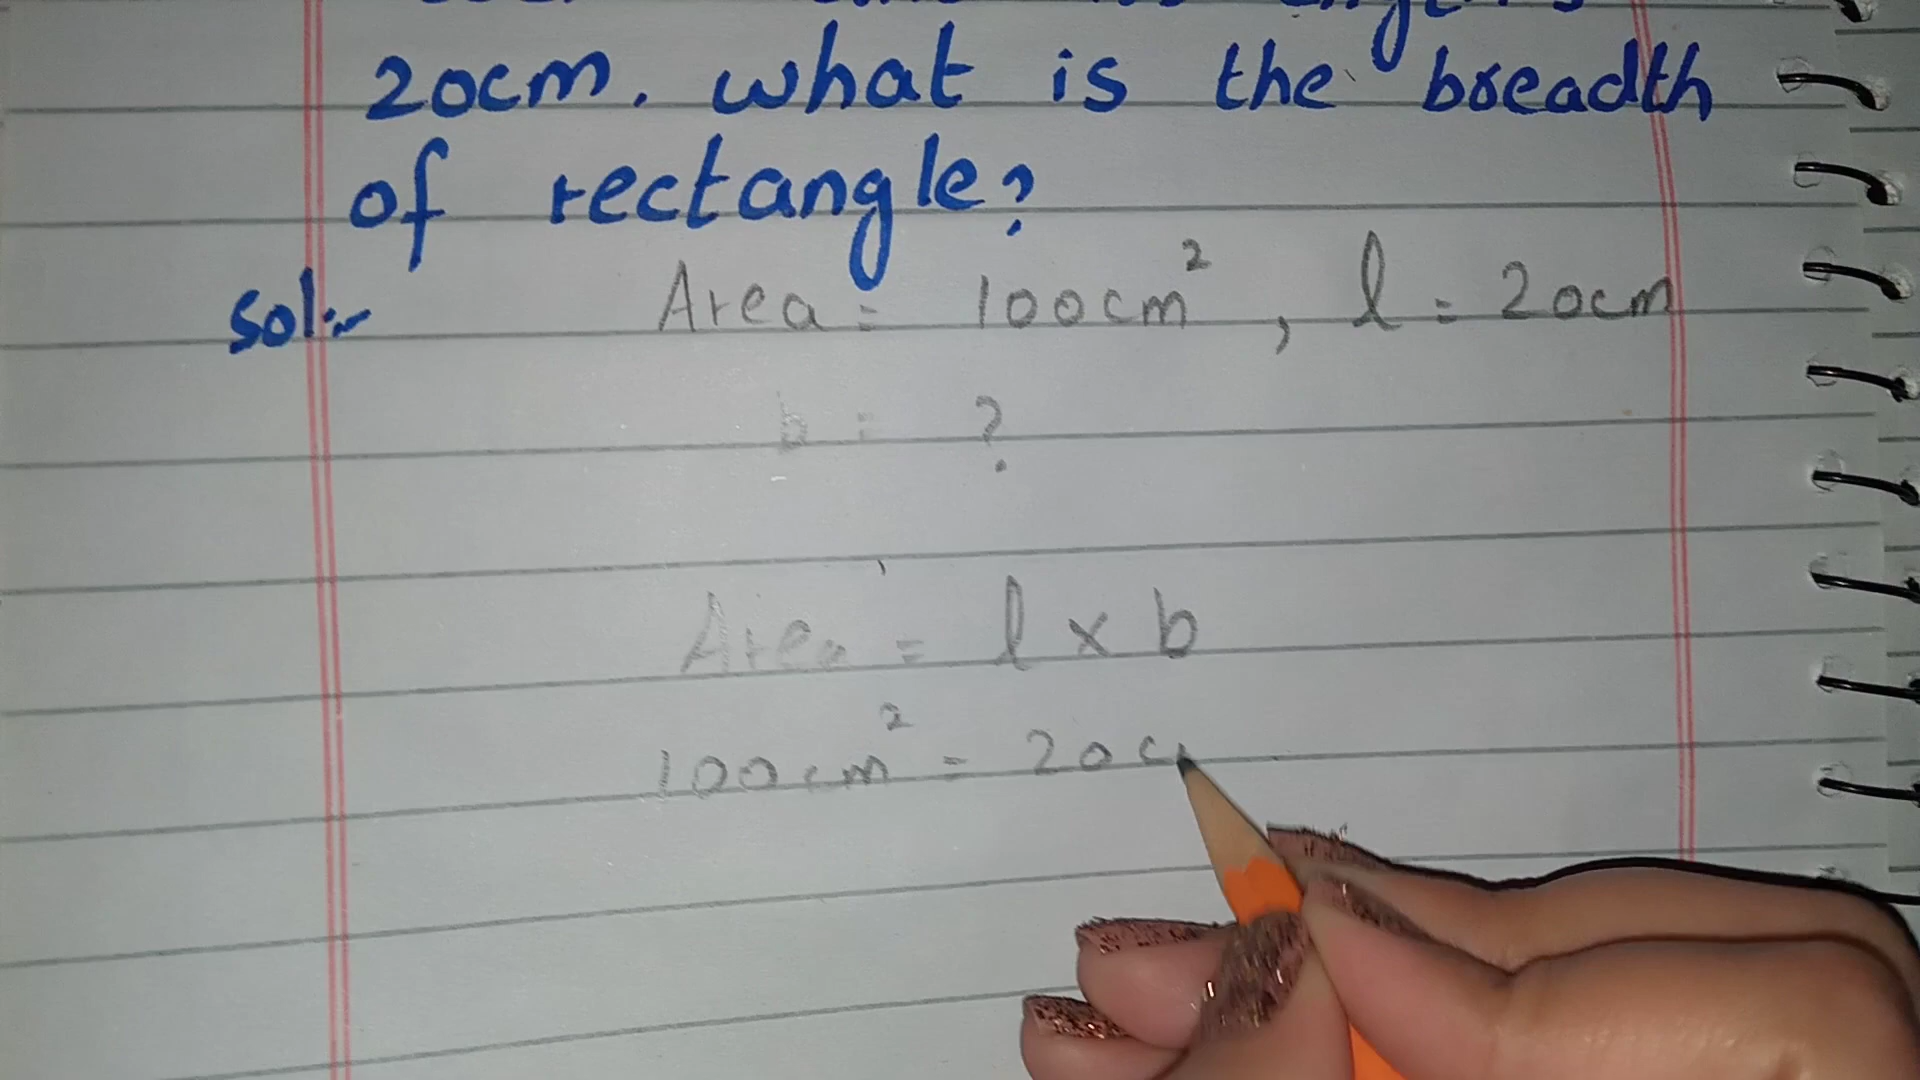 20cm. what is the breadth
of rectangle?
sol:- Area = 100cm², l = 20cm
b = ?
Area = l × b
100cm² = 20c